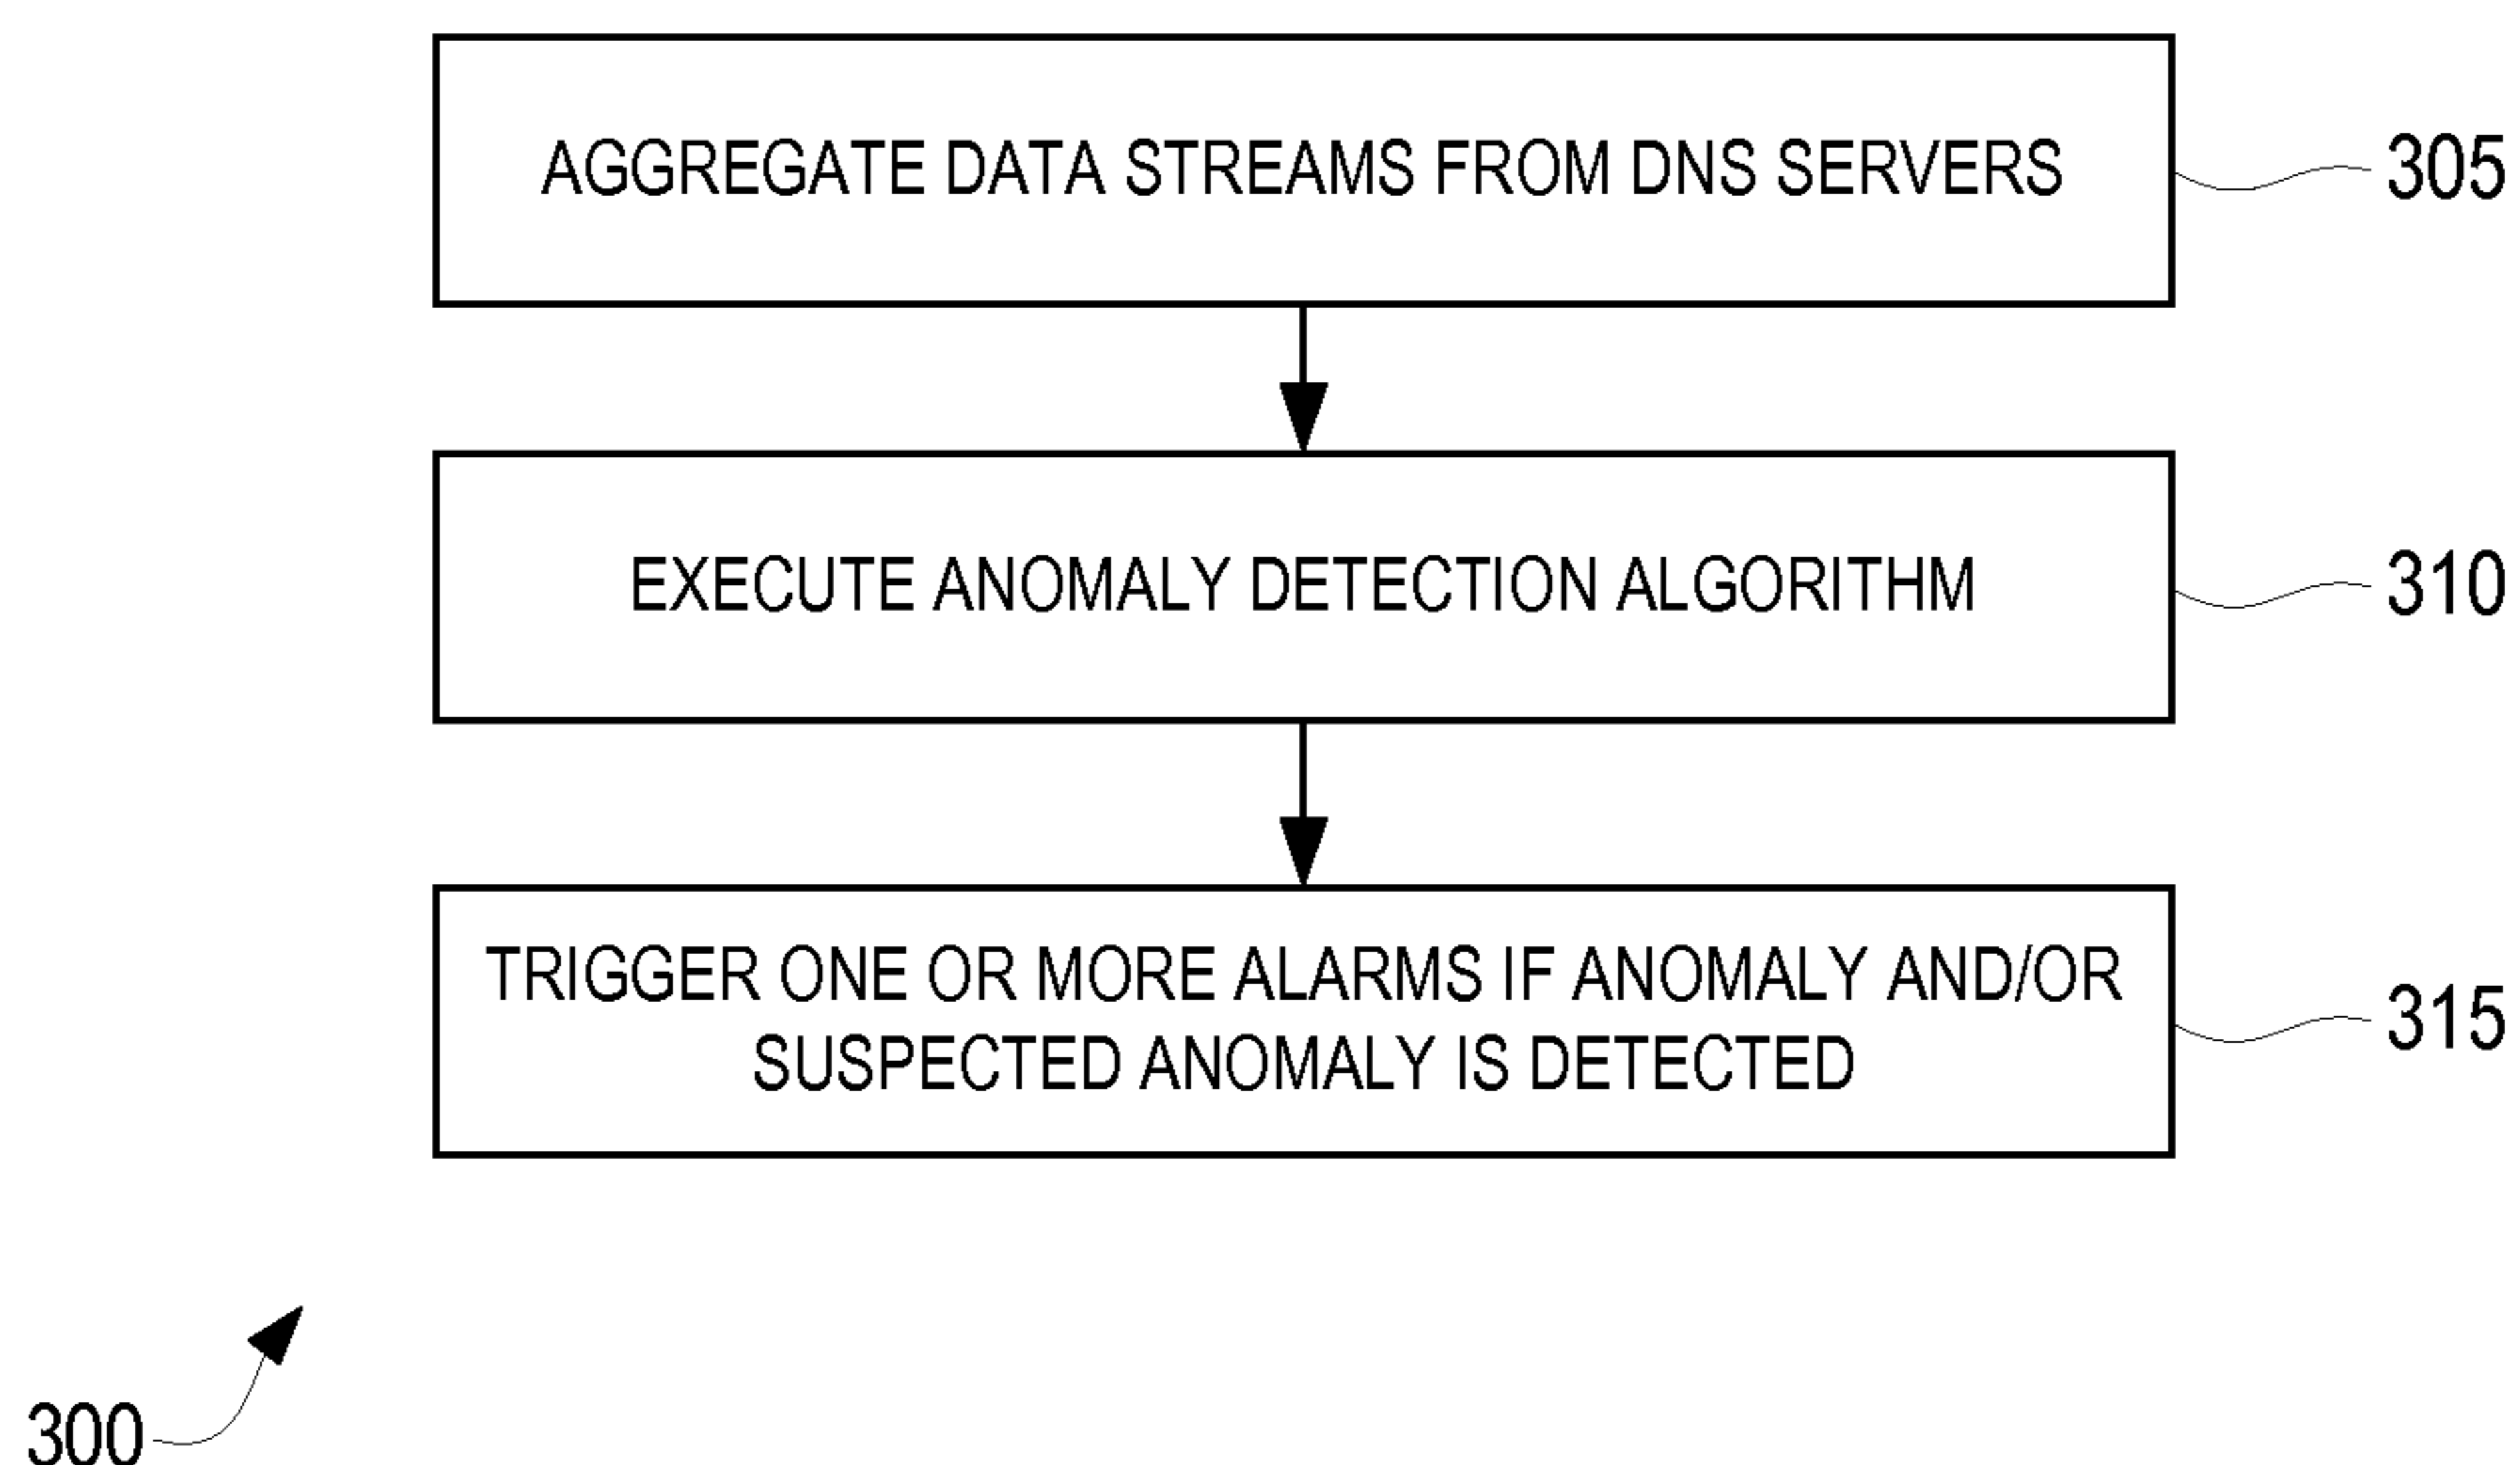 AGGREGATE DATA STREAMS FROM DNS SERVERS
305
EXECUTE ANOMALY DETECTION ALGORITHM
310
TRIGGER ONE OR MORE ALARMS IF ANOMALY AND/OR
SUSPECTED ANOMALY IS DETECTED
315
300